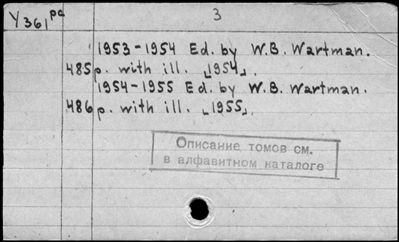 У361ра 3
1953-1954 Ed. by W.B. Wartman.
485p. with ill. ⌊1954⌋.
1954-1955 Ed. by W.B. Wartman.
486p. with ill. ⌊1955⌋.
Описание томов см.
в алфавитном каталоге